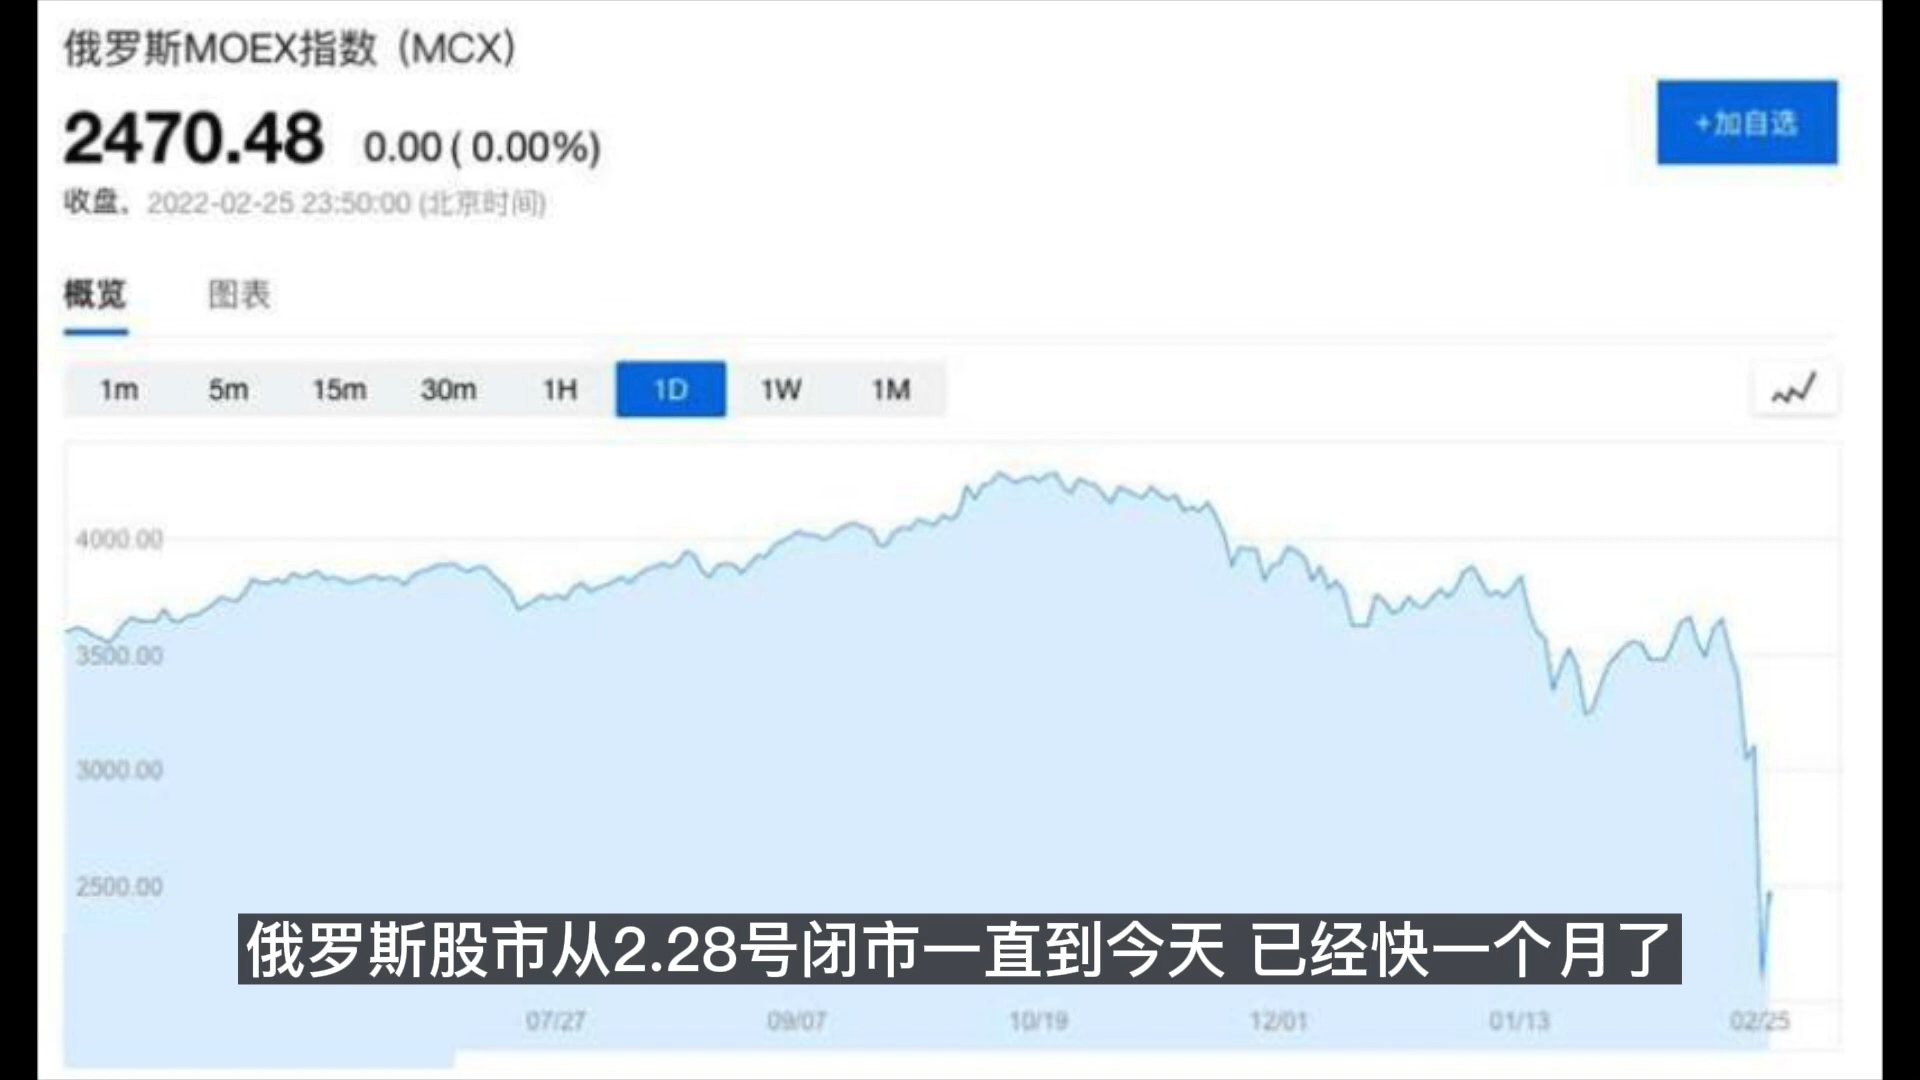 俄罗斯MOEX指数（MCX）
+加自选
2470.48 0.00 ( 0.00%)
收盘，2022-02-25 23:50:00 (北京时间)
概览 图表
1m 5m 15m 30m 1H 1D 1W 1M
4000.00
3500.00
3000.00
2500.00
俄罗斯股市从2.28号闭市一直到今天 已经快一个月了
07/27 09/07 10/19 12/01 01/13 02/25